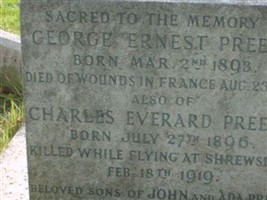 SACRED TO THE MEMORY
GEORGE ERNEST PREE
BORN MAR. 2ND 1893.
DIED OF WOUNDS IN FRANCE AUG. 23
ALSO OF
CHARLES EVERARD PREE
BORN JULY 27TH 1896.
KILLED WHILE FLYING AT SHREWSB
FEB. 18TH 1919.
BELOVED SONS OF JOHN AND ADA PR